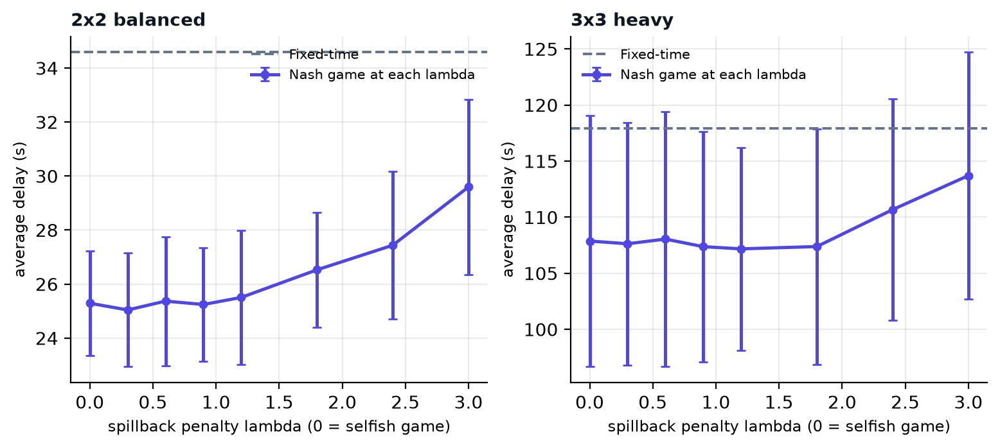 2x2 balanced
Fixed-time
Nash game at each lambda
34
32
30
28
26
24
average delay (s)
0.0 0.5 1.0 1.5 2.0 2.5 3.0
spillback penalty lambda (0 = selfish game)
3x3 heavy
Fixed-time
Nash game at each lambda
125
120
115
110
105
100
average delay (s)
0.0 0.5 1.0 1.5 2.0 2.5 3.0
spillback penalty lambda (0 = selfish game)